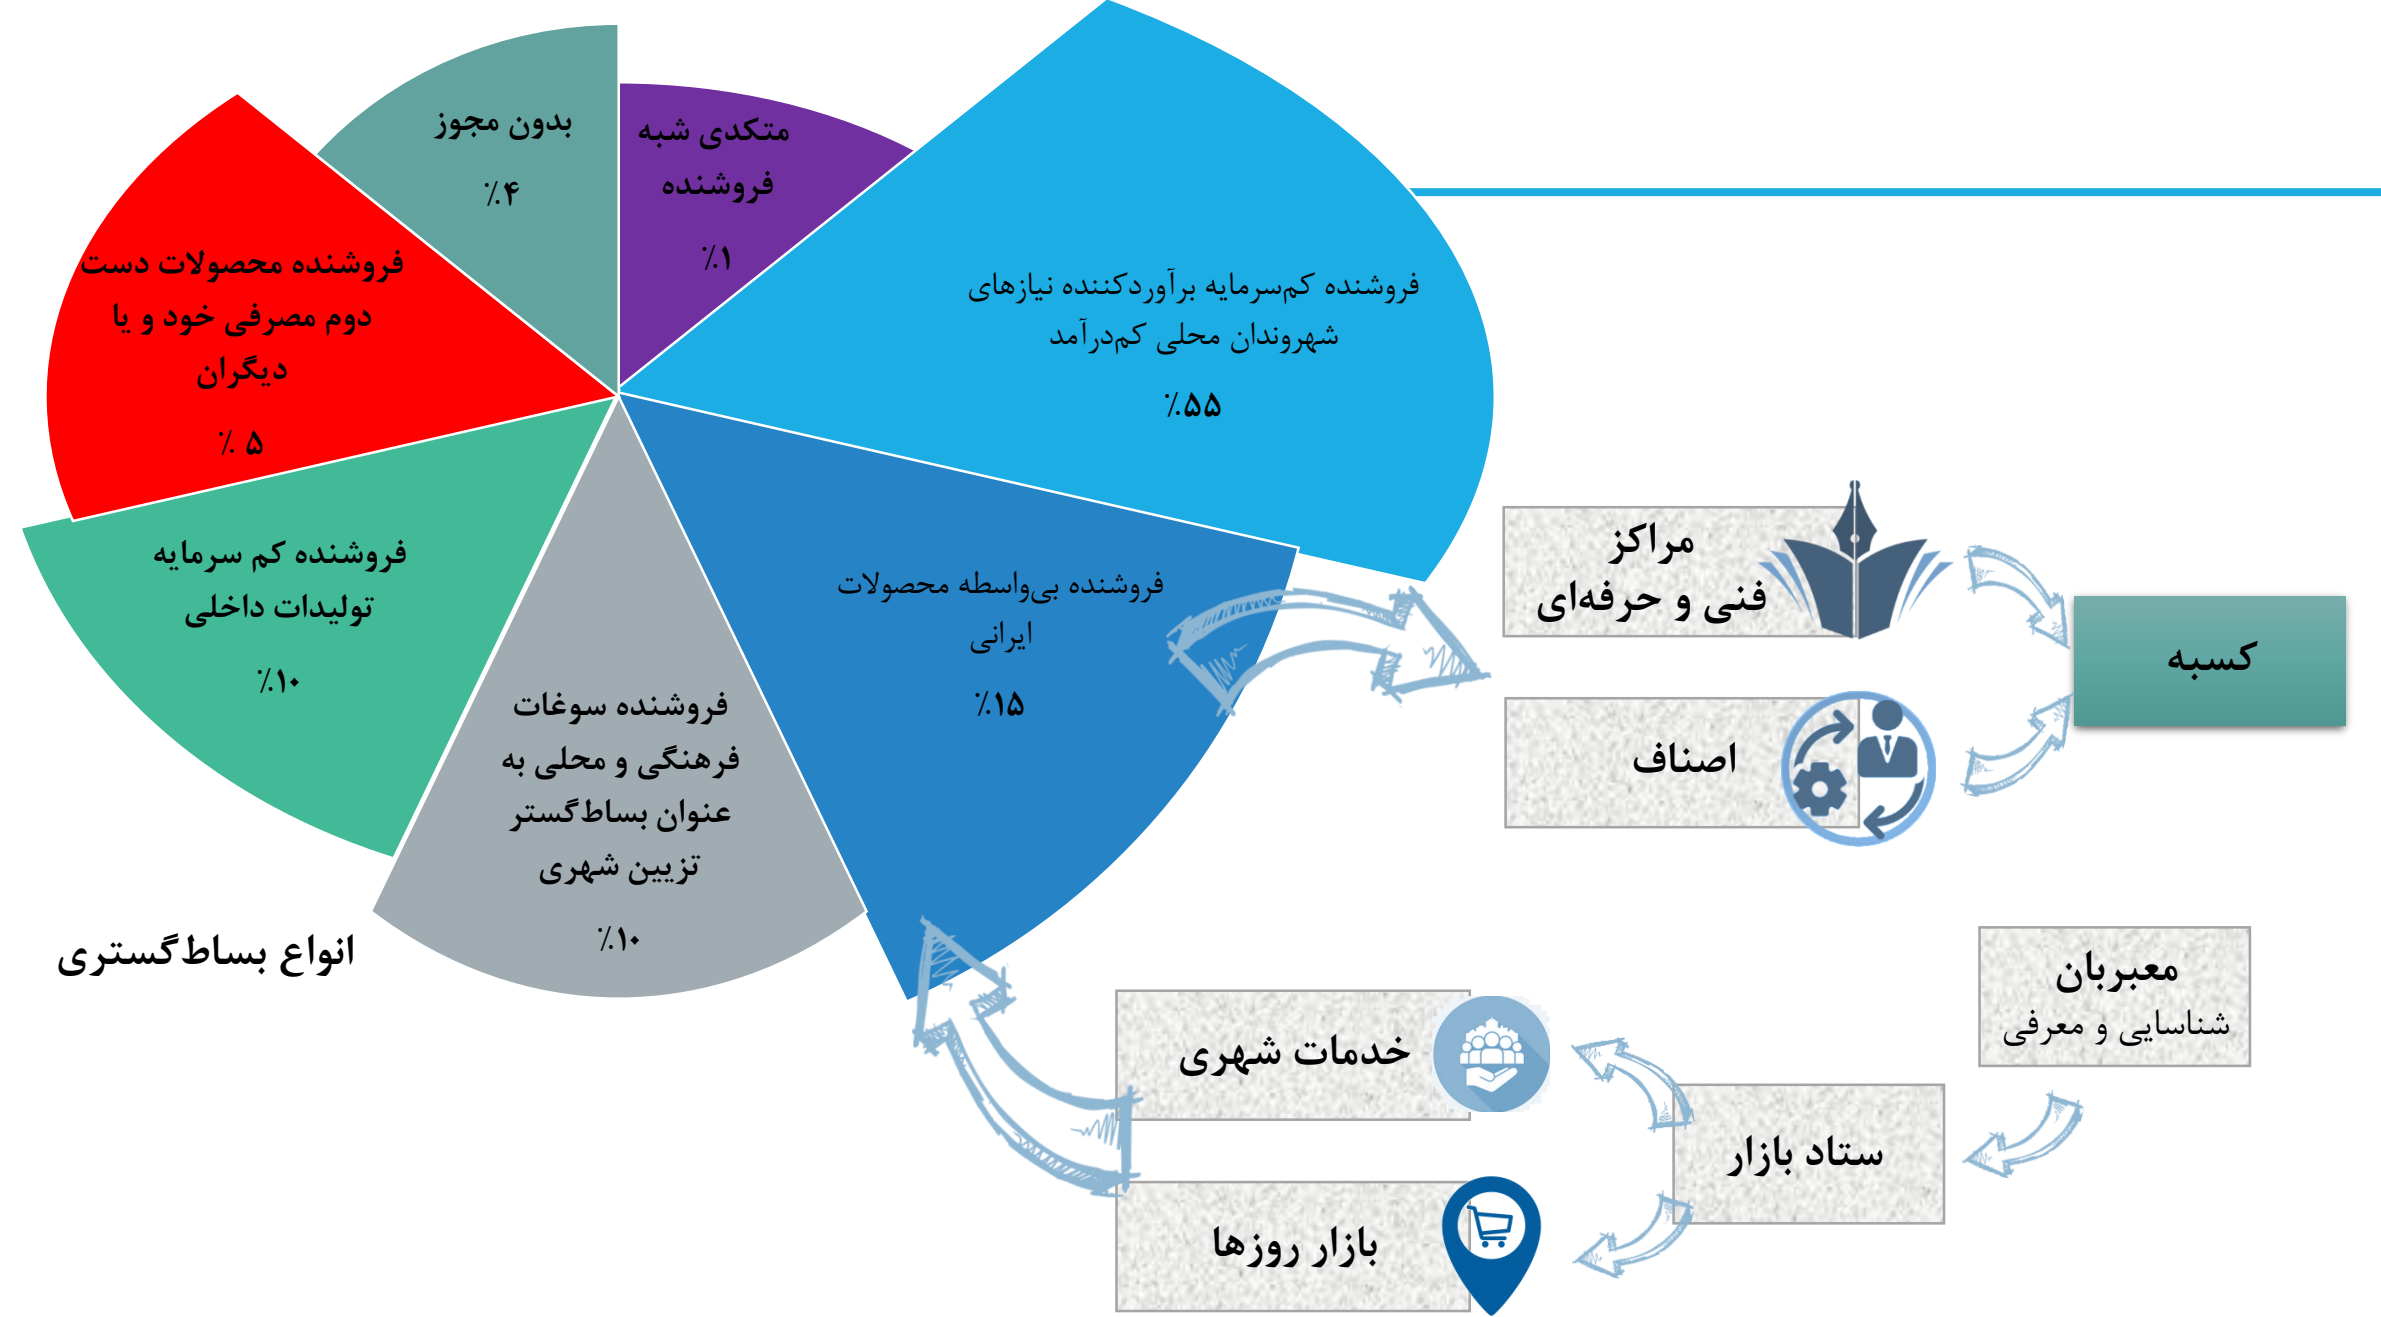 بدون مجوز
٪۴
متکدی شبه
فروشنده
٪۱
فروشنده کم‌سرمایه برآوردکننده نیازهای
شهروندان محلی کم‌درآمد
٪۵۵
فروشنده بی‌واسطه محصولات
ایرانی
٪۱۵
فروشنده سوغات
فرهنگی و محلی به
عنوان بساط‌گستر
تزیین شهری
٪۱۰
فروشنده کم سرمایه
تولیدات داخلی
٪۱۰
فروشنده محصولات دست
دوم مصرفی خود و یا
دیگران
٪ ۵
انواع بساط‌گستری
مراکز
فنی و حرفه‌ای
اصناف
کسبه
معبربان
شناسایی و معرفی
ستاد بازار
خدمات شهری
بازار روزها